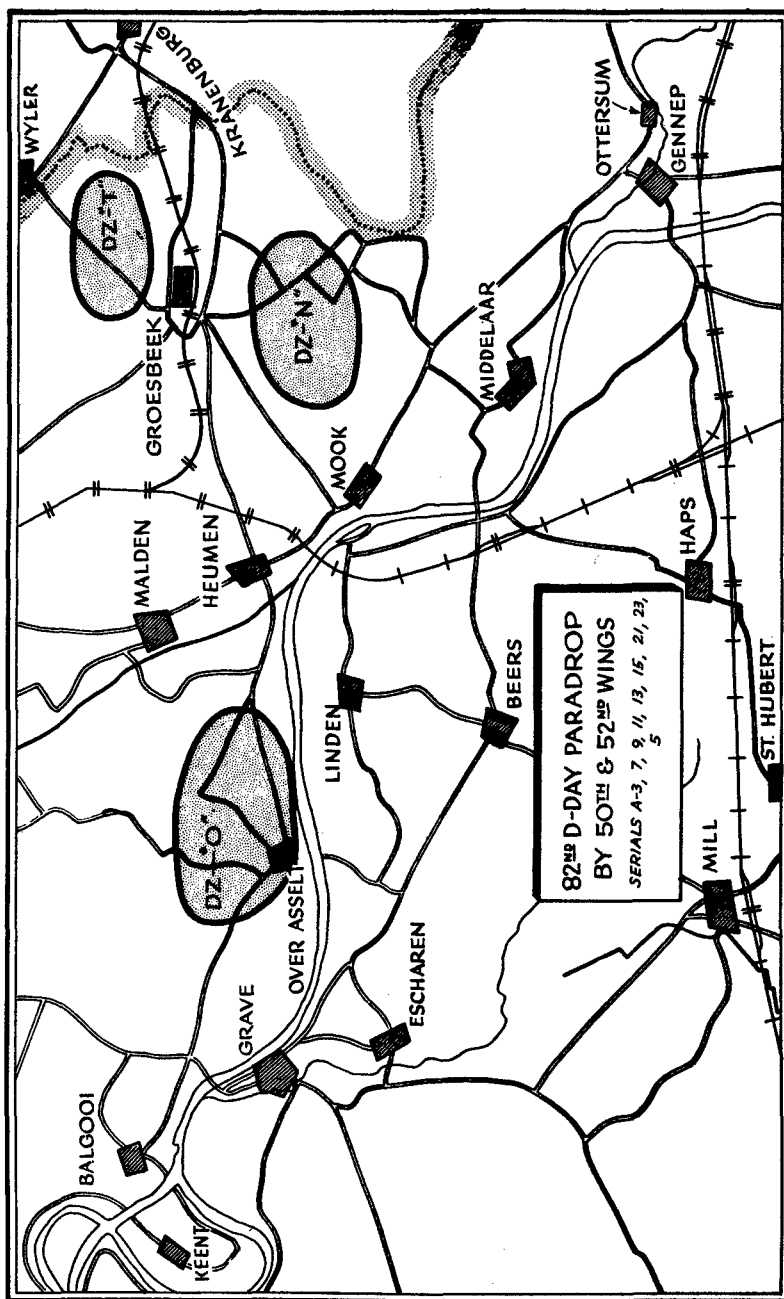 WYLER
KRANENBURG
DZ-"T"
GROESBEEK
DZ-"N"
OTTERSUM
GENNEP
MALDEN
HEUMEN
MOOK
MIDDELAAR
DZ-"O"
OVER ASSELT
LINDEN
BEERS
HAPS
ST. HUBERT
BALGOOI
KEENT
GRAVE
ESCHAREN
MILL
82ND D-DAY PARADROP
BY 50TH & 52ND WINGS
SERIALS A-3, 7, 9, 11, 13, 15, 21, 23,
5